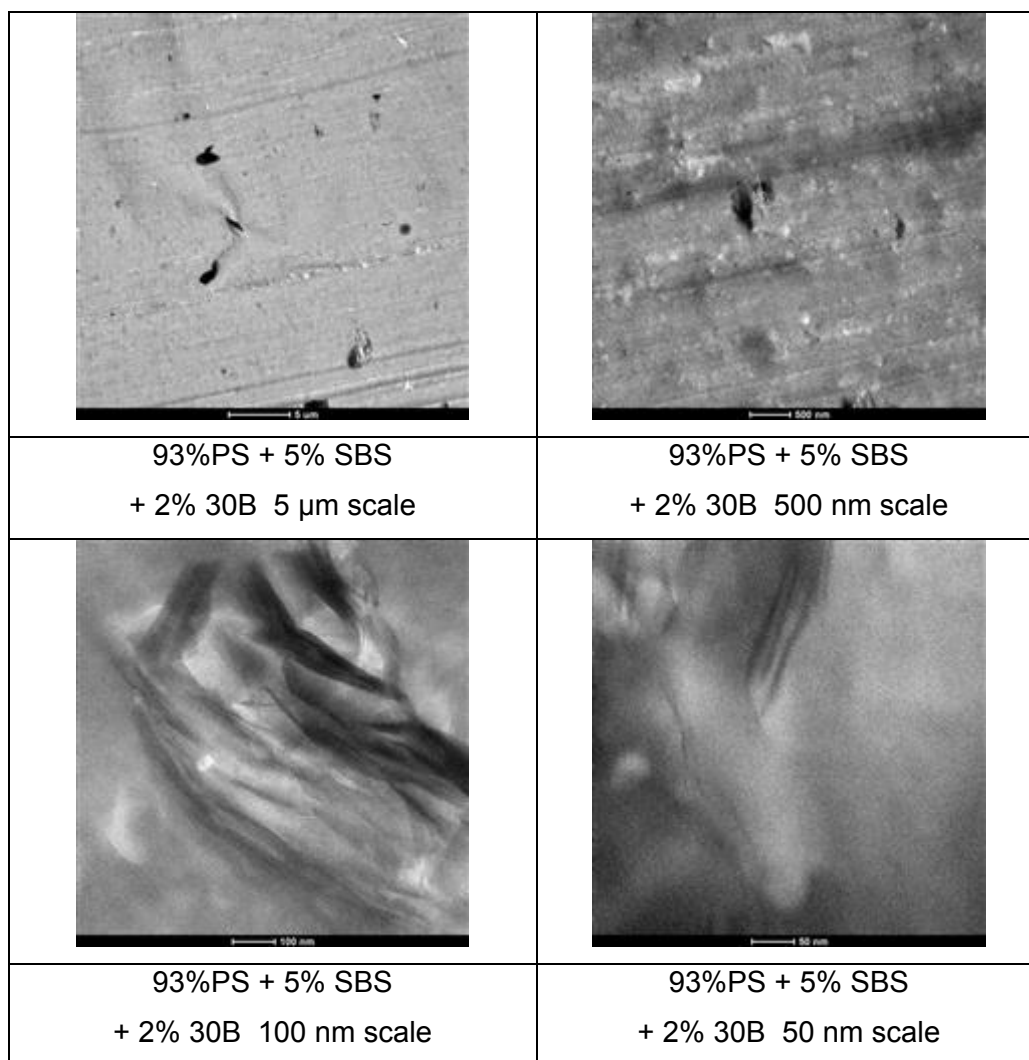 5 µm
500 nm
93%PS + 5% SBS
+ 2% 30B 5 µm scale
93%PS + 5% SBS
+ 2% 30B 500 nm scale
100 nm
50 nm
93%PS + 5% SBS
+ 2% 30B 100 nm scale
93%PS + 5% SBS
+ 2% 30B 50 nm scale